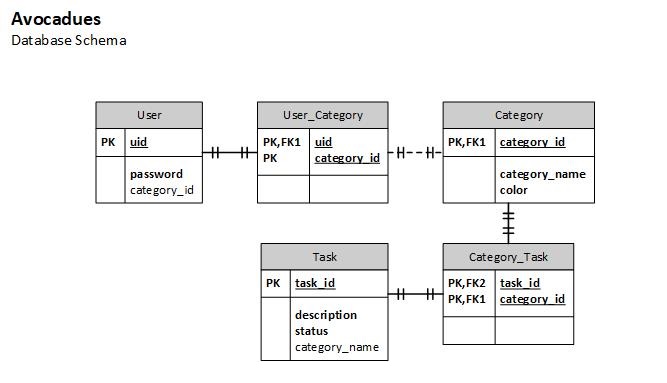 Avocadues
Database Schema
User
PK uid
password
category_id
User_Category
PK,FK1 uid
PK category_id
Category
PK,FK1 category_id
category_name
color
Task
PK task_id
description
status
category_name
Category_Task
PK,FK2 task_id
PK,FK1 category_id